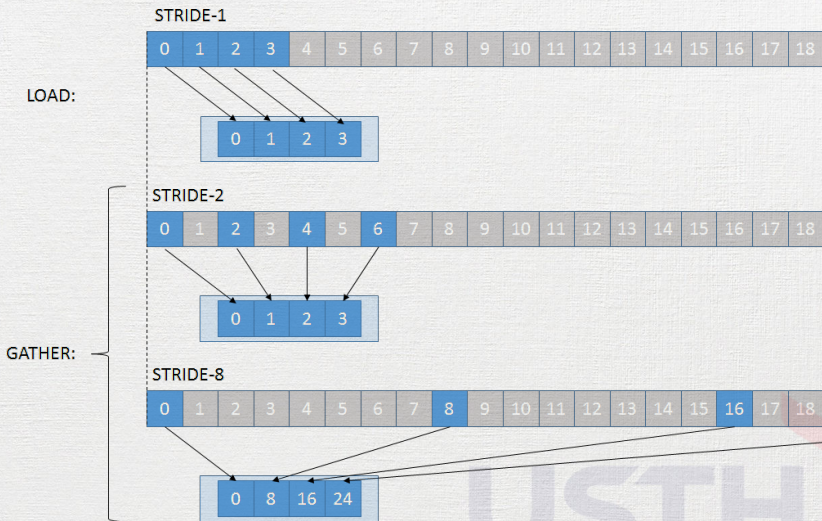 STRIDE-1
0 1 2 3 4 5 6 7 8 9 10 11 12 13 14 15 16 17 18
LOAD:
0 1 2 3
STRIDE-2
0 1 2 3 4 5 6 7 8 9 10 11 12 13 14 15 16 17 18
0 1 2 3
GATHER:
STRIDE-8
0 1 2 3 4 5 6 7 8 9 10 11 12 13 14 15 16 17 18
0 8 16 24
USTH